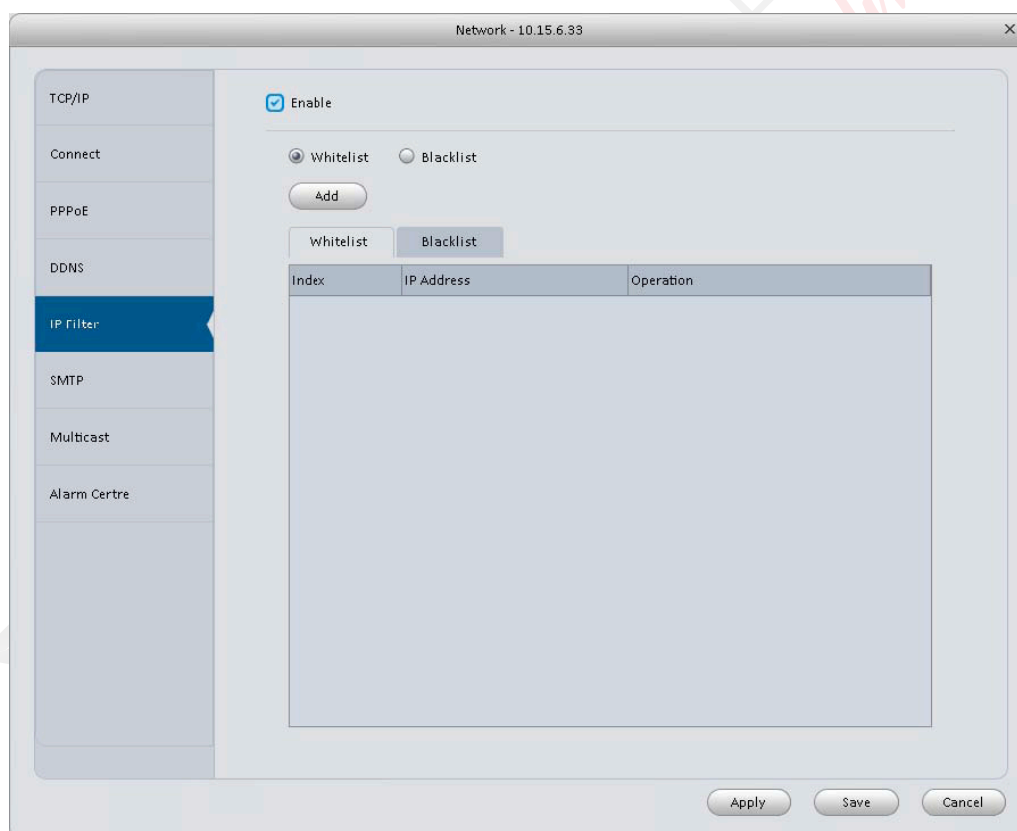 Network - 10.15.6.33
TCP/IP
Connect
PPPoE
DDNS
IP Filter
SMTP
Multicast
Alarm Certre
Enable
Whitelist Blacklist
Add
Whitelist Blacklist
Index IP Address Operation
Apply Save Cancel